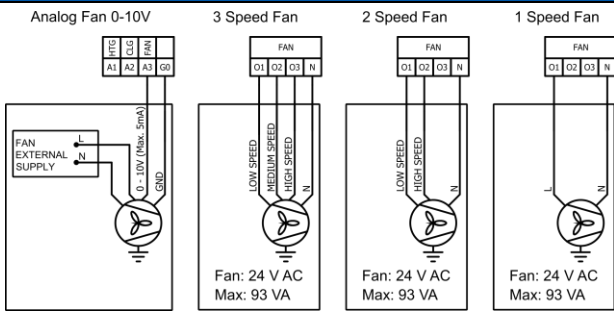 Analog Fan 0-10V
HTG CLG FAN
A1 A2 A3 G0
FAN
EXTERNAL
SUPPLY
L
N
0 - 10V (Max. 5mA)
GND
3 Speed Fan
FAN
O1 O2 O3 N
LOW SPEED
MEDIUM SPEED
HIGH SPEED
N
Fan: 24 V AC
Max: 93 VA
2 Speed Fan
FAN
O1 O2 O3 N
LOW SPEED
HIGH SPEED
N
Fan: 24 V AC
Max: 93 VA
1 Speed Fan
FAN
O1 O2 O3 N
L
N
Fan: 24 V AC
Max: 93 VA